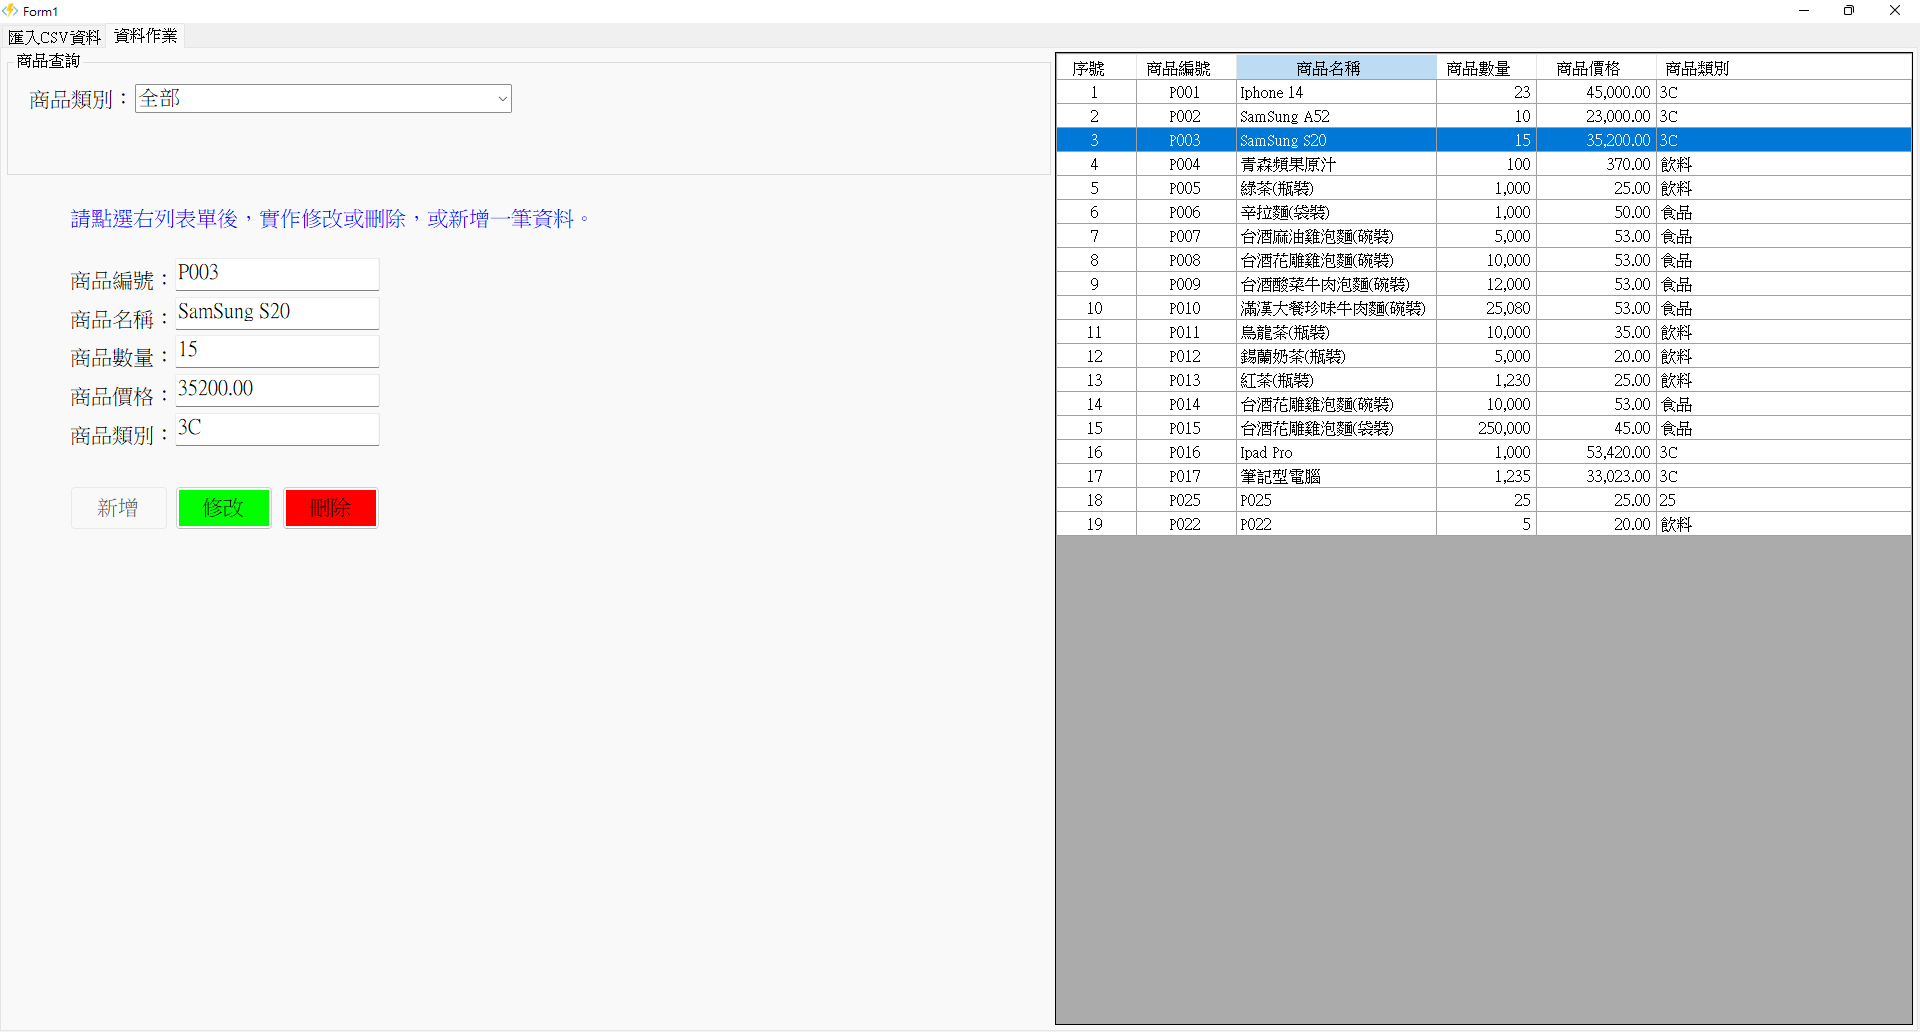 Form1
匯入CSV資料 資料作業
商品查詢
商品類別： 全部
請點選右列表單後，實作修改或刪除，或新增一筆資料。
商品編號： P003
商品名稱： SamSung S20
商品數量： 15
商品價格： 35200.00
商品類別： 3C
新增 修改 刪除
序號 商品編號 商品名稱 商品數量 商品價格 商品類別
1 P001 Iphone 14 23 45,000.00 3C
2 P002 SamSung A52 10 23,000.00 3C
3 P003 SamSung S20 15 35,200.00 3C
4 P004 青森頻果原汁 100 370.00 飲料
5 P005 綠茶(瓶裝) 1,000 25.00 飲料
6 P006 辛拉麵(袋裝) 1,000 50.00 食品
7 P007 台酒麻油雞泡麵(碗裝) 5,000 53.00 食品
8 P008 台酒花雕雞泡麵(碗裝) 10,000 53.00 食品
9 P009 台酒酸菜牛肉泡麵(碗裝) 12,000 53.00 食品
10 P010 滿漢大餐珍味牛肉麵(碗裝) 25,080 53.00 食品
11 P011 烏龍茶(瓶裝) 10,000 35.00 飲料
12 P012 錫蘭奶茶(瓶裝) 5,000 20.00 飲料
13 P013 紅茶(瓶裝) 1,230 25.00 飲料
14 P014 台酒花雕雞泡麵(碗裝) 10,000 53.00 食品
15 P015 台酒花雕雞泡麵(袋裝) 250,000 45.00 食品
16 P016 Ipad Pro 1,000 53,420.00 3C
17 P017 筆記型電腦 1,235 33,023.00 3C
18 P025 P025 25 25.00 25
19 P022 P022 5 20.00 飲料